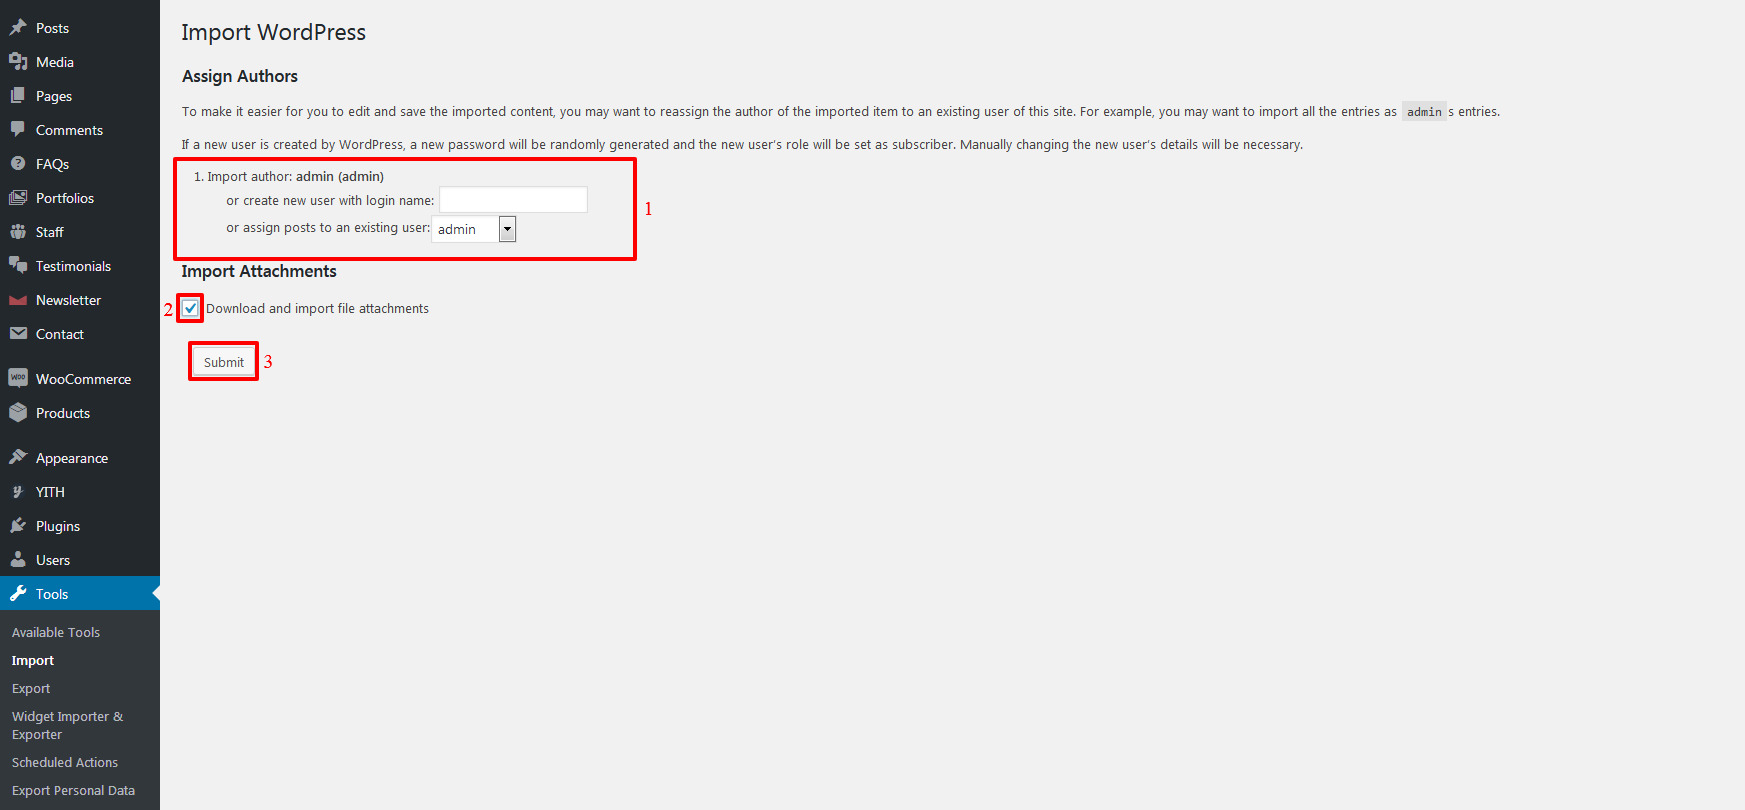 Posts
Media
Pages
Comments
FAQs
Portfolios
Staff
Testimonials
Newsletter
Contact
WOO
WooCommerce
Products
Appearance
YITH
Plugins
Users
Tools
Available Tools
Import
Export
Widget Importer &
Exporter
Scheduled Actions
Export Personal Data
Import WordPress
Assign Authors
To make it easier for you to edit and save the imported content, you may want to reassign the author of the imported item to an existing user of this site. For example, you may want to import all the entries as admin s entries.
If a new user is created by WordPress, a new password will be randomly generated and the new user's role will be set as subscriber. Manually changing the new user's details will be necessary.
1. Import author: admin (admin)
or create new user with login name:
1
or assign posts to an existing user: admin
Import Attachments
2 Download and import file attachments
Submit 3